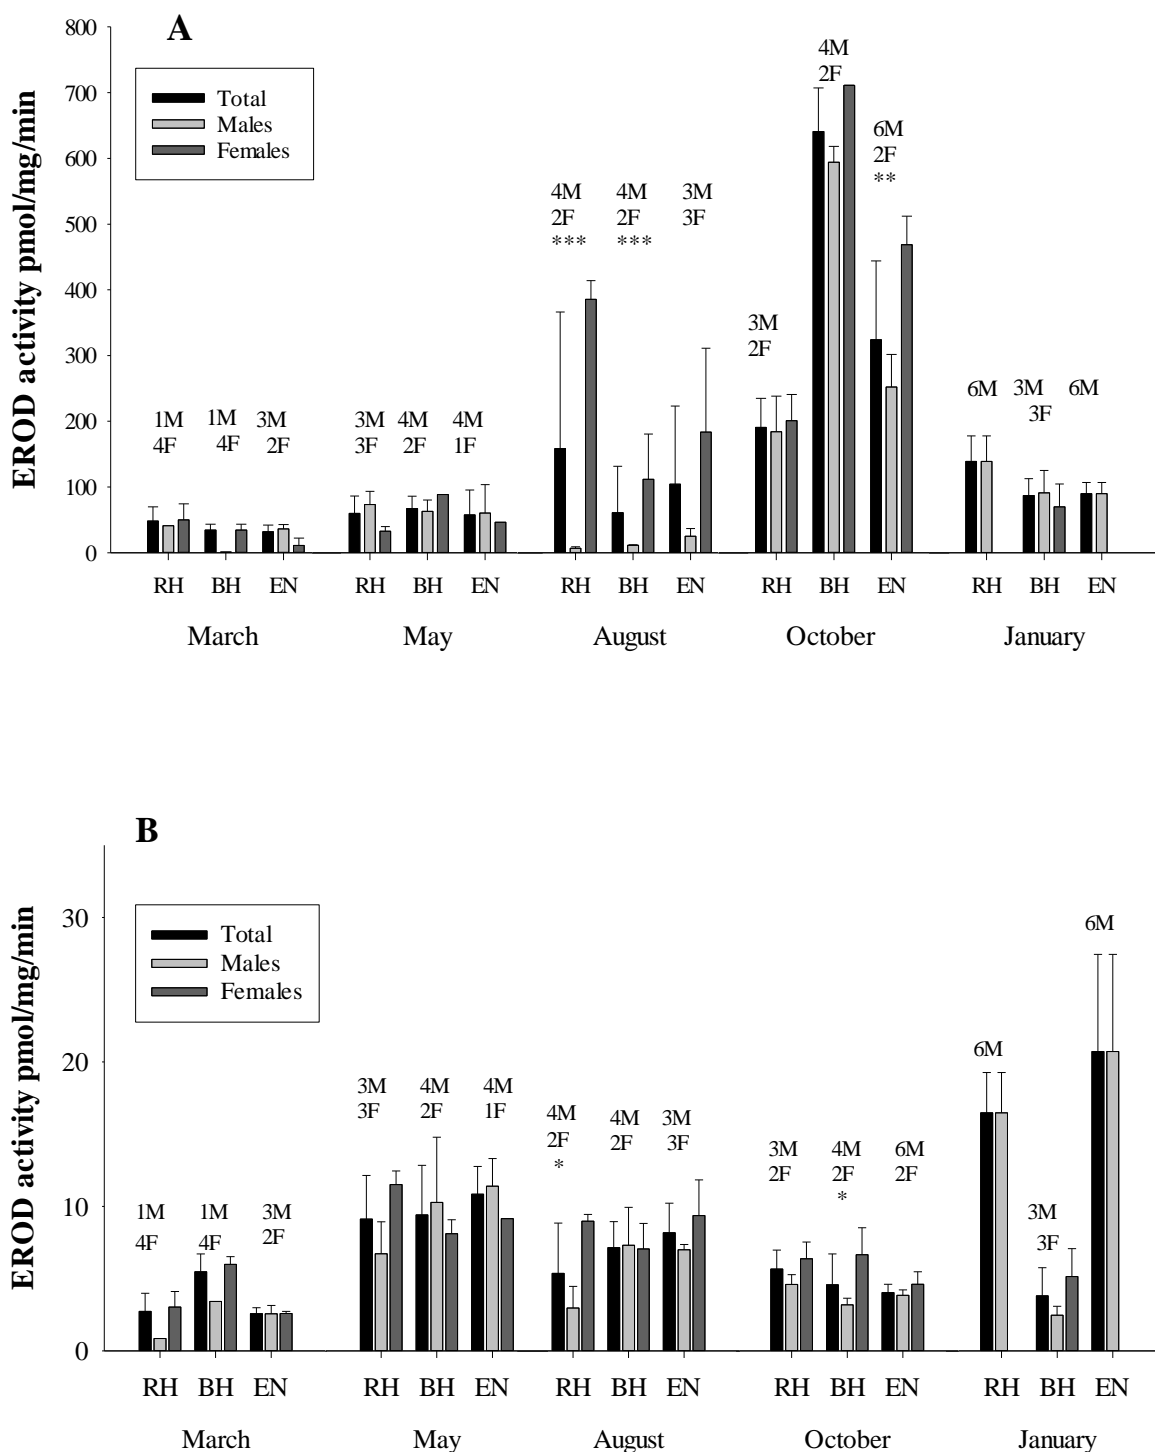 A
EROD activity pmol/mg/min
800
700
600
500
400
300
200
100
0
Total
Males
Females
1M
4F
1M
4F
3M
2F
3M
3F
4M
2F
4M
1F
4M
2F
***
4M
2F
***
3M
3F
3M
2F
4M
2F
6M
2F
**
6M
3M
3F
6M
RH BH EN RH BH EN RH BH EN RH BH EN RH BH EN
March May August October January
B
EROD activity pmol/mg/min
30
20
10
0
Total
Males
Females
1M
4F
1M
4F
3M
2F
3M
3F
4M
2F
4M
1F
4M
2F
*
4M
2F
3M
3F
3M
2F
4M
2F
*
6M
2F
6M
3M
3F
6M
RH BH EN RH BH EN RH BH EN RH BH EN RH BH EN
March May August October January